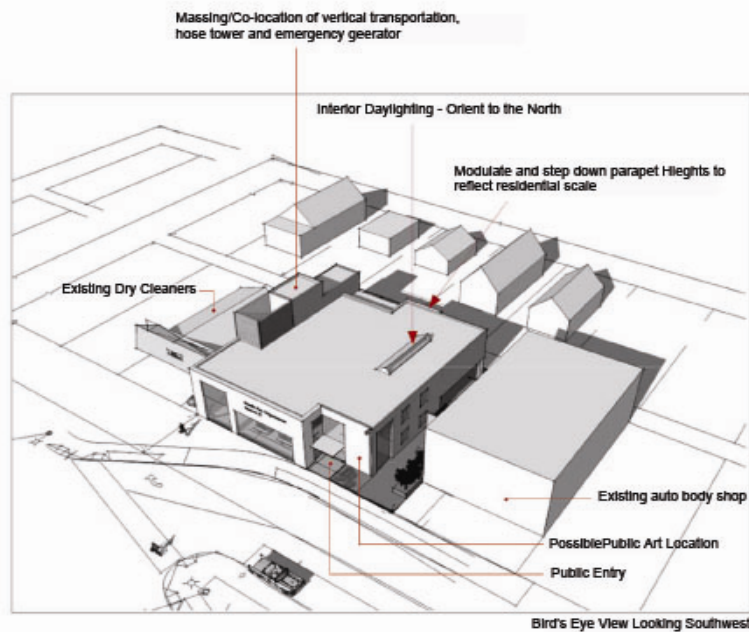 Massing/Co-location of vertical transportation,
hose tower and emergency geerator
Interior Daylighting - Orient to the North
Modulate and step down parapet Hieghts to
reflect residential scale
Existing Dry Cleaners
Existing auto body shop
PossiblePublic Art Location
Public Entry
Bird's Eye View Looking Southwest